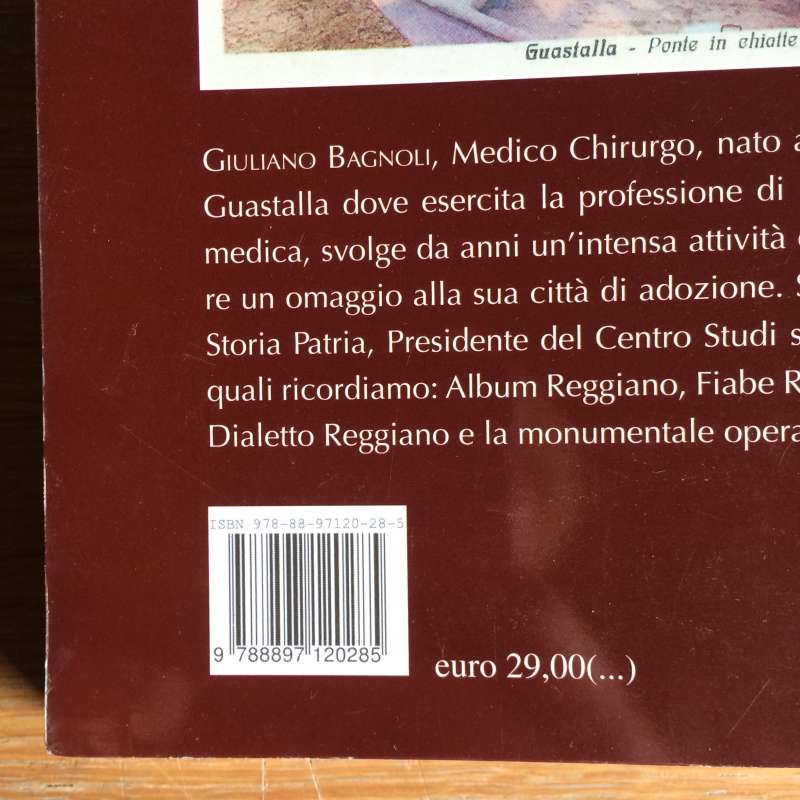 Guastalla - Ponte in chiatte
GIULIANO BAGNOLI, Medico Chirurgo, nato a
Guastalla dove esercita la professione di
medica, svolge da anni un'intensa attività
re un omaggio alla sua città di adozione.
Storia Patria, Presidente del Centro Studi
quali ricordiamo: Album Reggiano, Fiabe R
Dialetto Reggiano e la monumentale opera
ISBN 978-88-97120-28-5
9 788897 120285
euro 29,00(...)